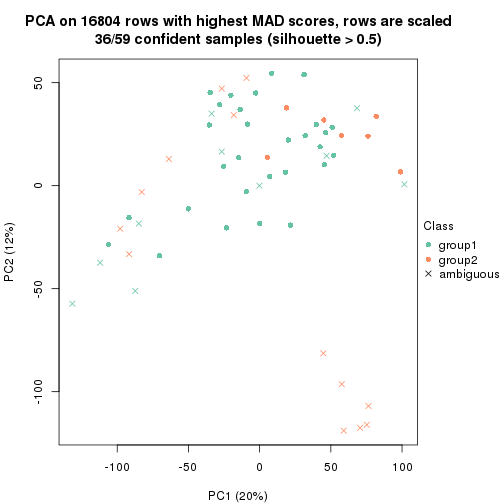 PCA on 16804 rows with highest MAD scores, rows are scaled
36/59 confident samples (silhouette > 0.5)
50
0
-50
-100
PC2 (12%)
Class
group1
group2
ambiguous
-100
-50
0
50
100
PC1 (20%)